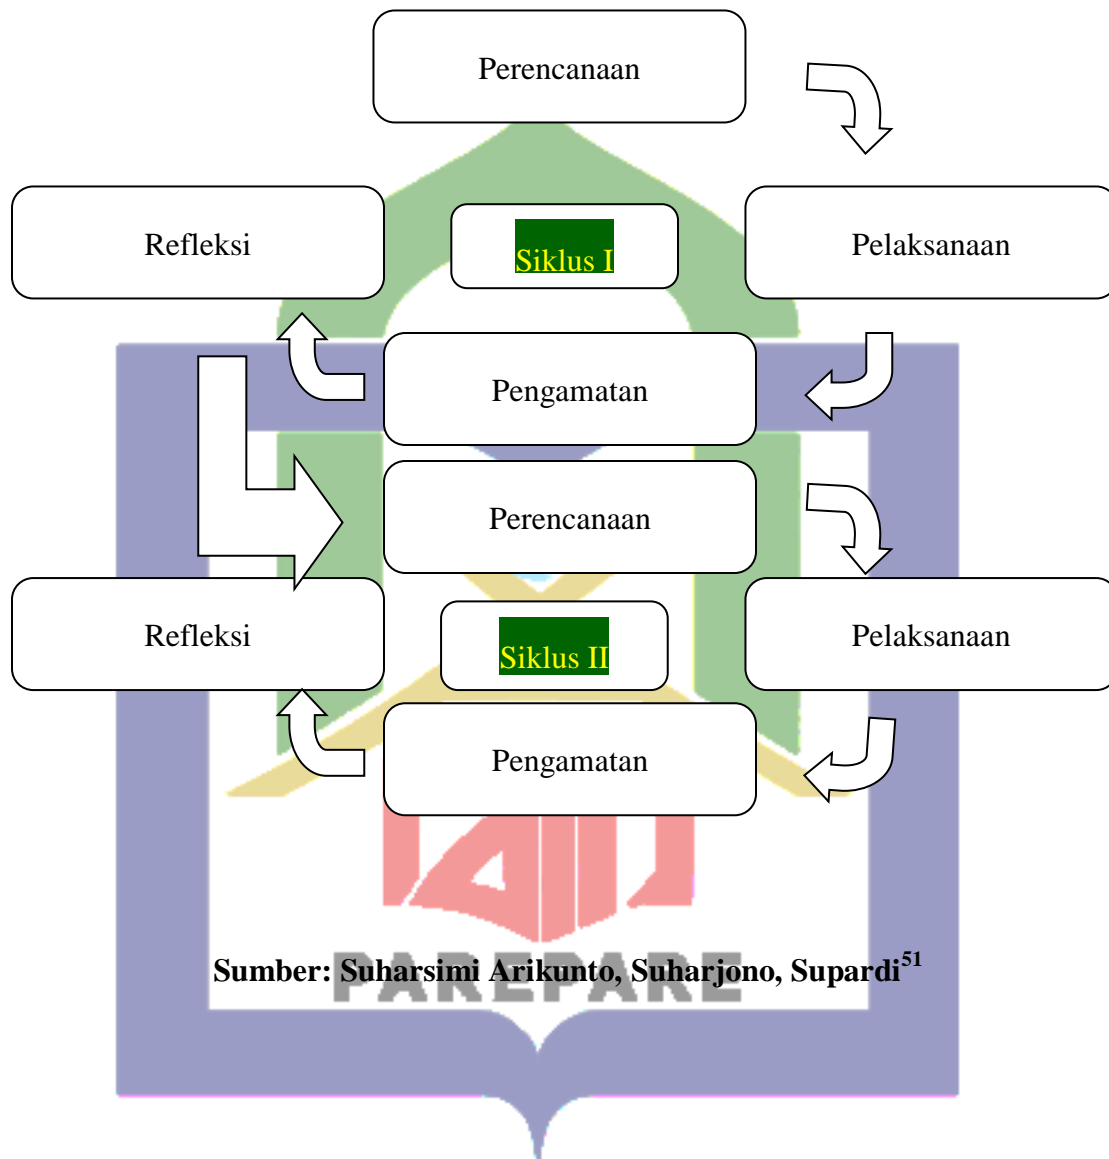 Perencanaan
Refleksi
Siklus I
Pelaksanaan
Pengamatan
Perencanaan
Refleksi
Siklus II
Pelaksanaan
Pengamatan
Sumber: Suharsimi Arikunto, Suharjono, Supardi51
PAREPARE